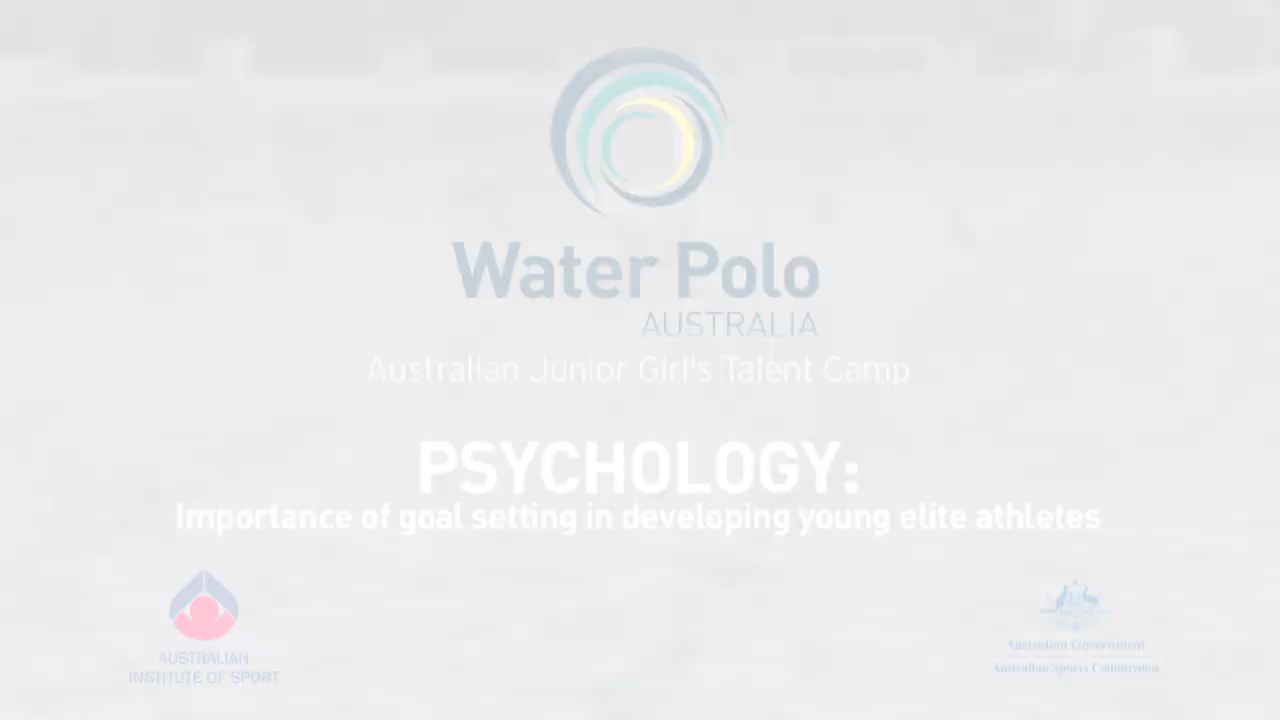 Water Polo
AUSTRALIA
Australian Junior Girl's Talent Camp
PSYCHOLOGY:
Importance of goal setting in developing young elite athletes
AUSTRALIAN
INSTITUTE OF SPORT
Australian Government
Australian Sports Commission